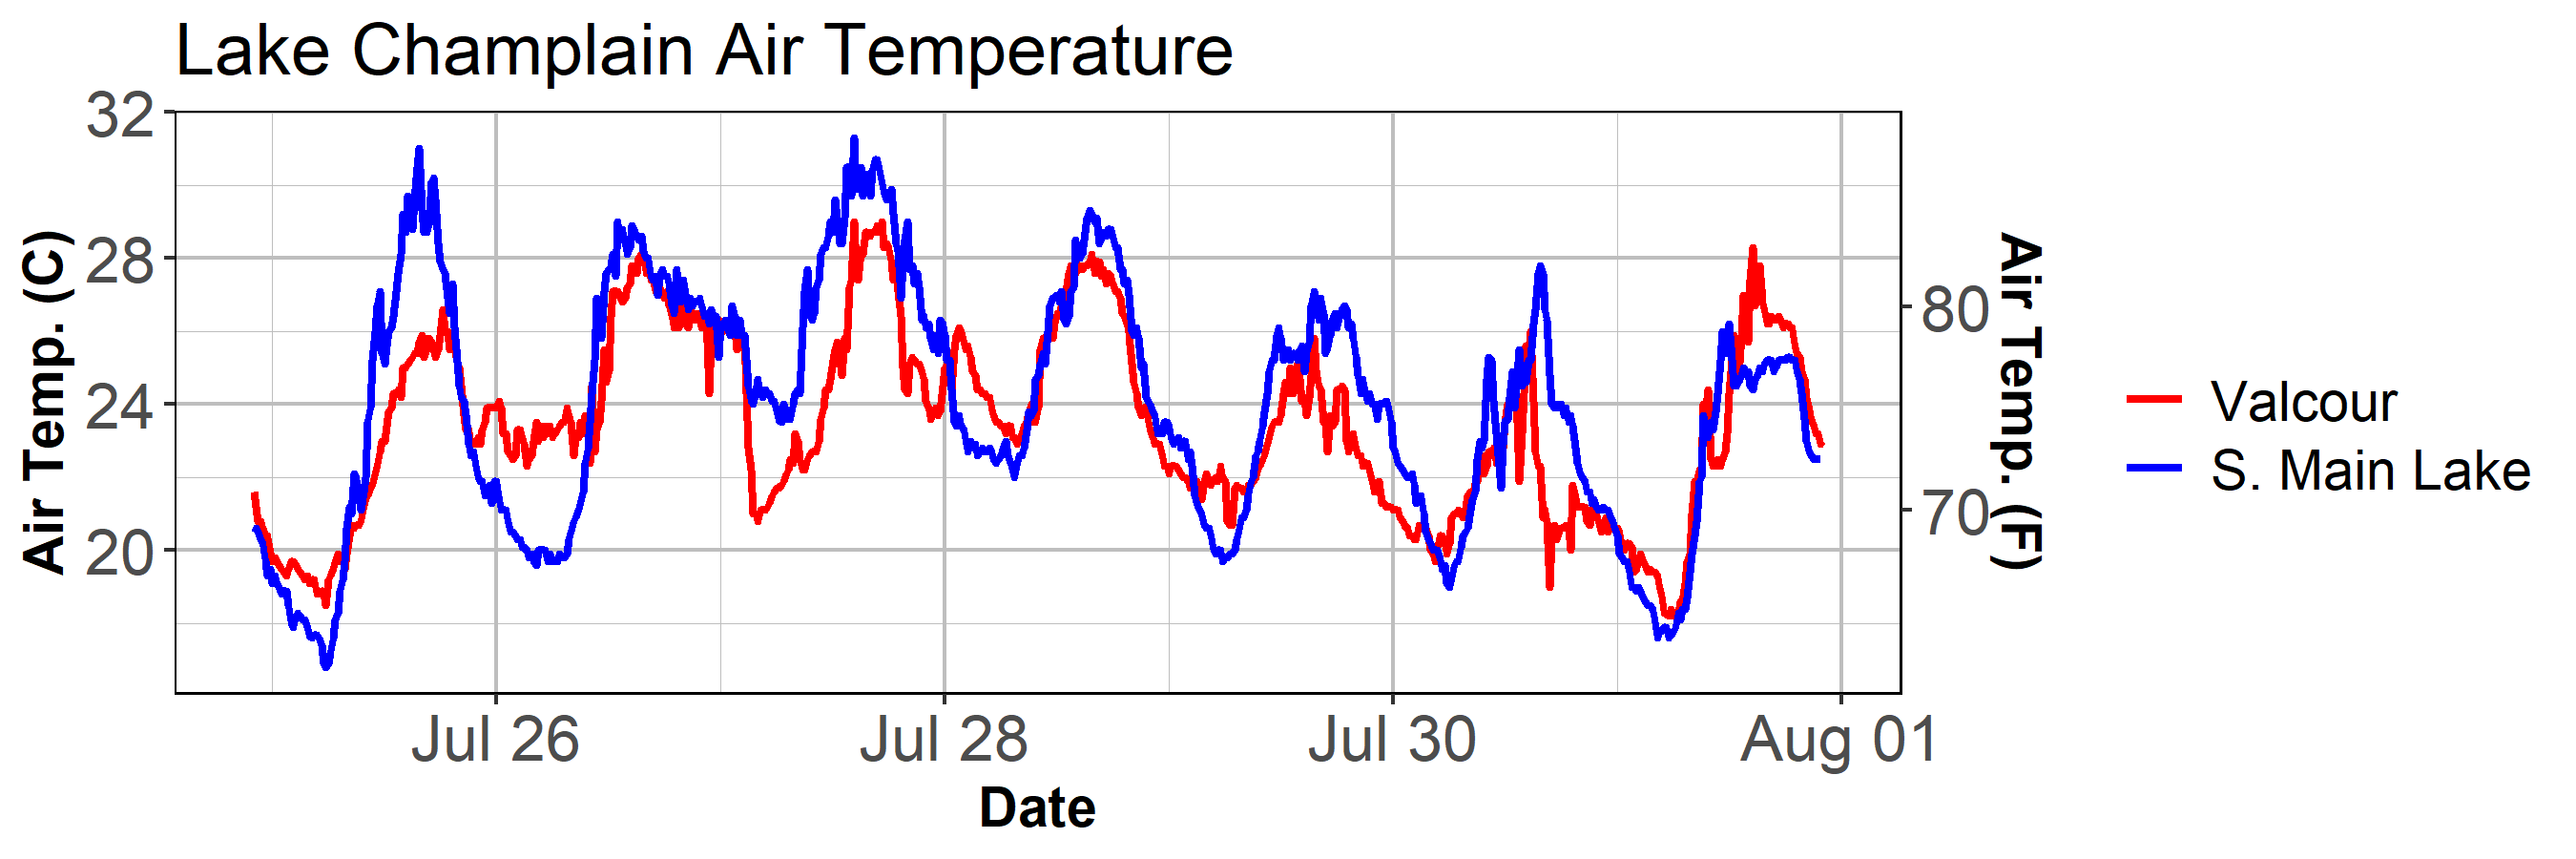 Lake Champlain Air Temperature
32
28
24
20
Air Temp. (C)
80
70
Air Temp. (F)
Jul 26
Jul 28
Jul 30
Aug 01
Date
Valcour
S. Main Lake